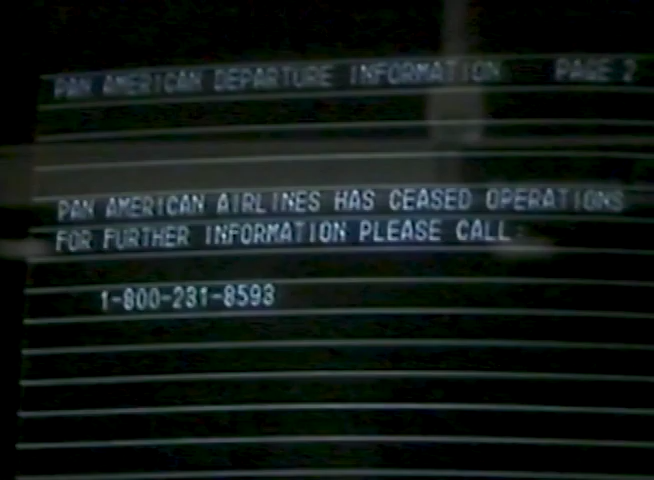 PAN AMERICAN DEPARTURE INFORMATION PAGE 2
PAN AMERICAN AIRLINES HAS CEASED OPERATIONS
FOR FURTHER INFORMATION PLEASE CALL:
1-800-231-8593